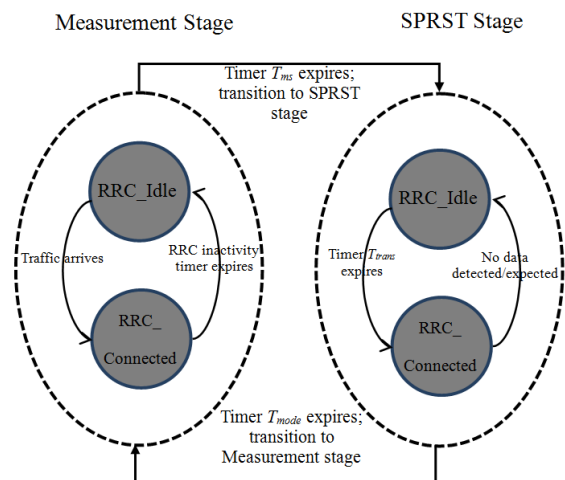 Measurement Stage
SPRST Stage
Timer Tms expires;
transition to SPRST
stage
RRC_Idle
Traffic arrives
RRC inactivity
timer expires
RRC_
Connected
RRC_Idle
Timer Ttrans
expires
No data
detected/expected
RRC_
Connected
Timer Tmode expires;
transition to
Measurement stage